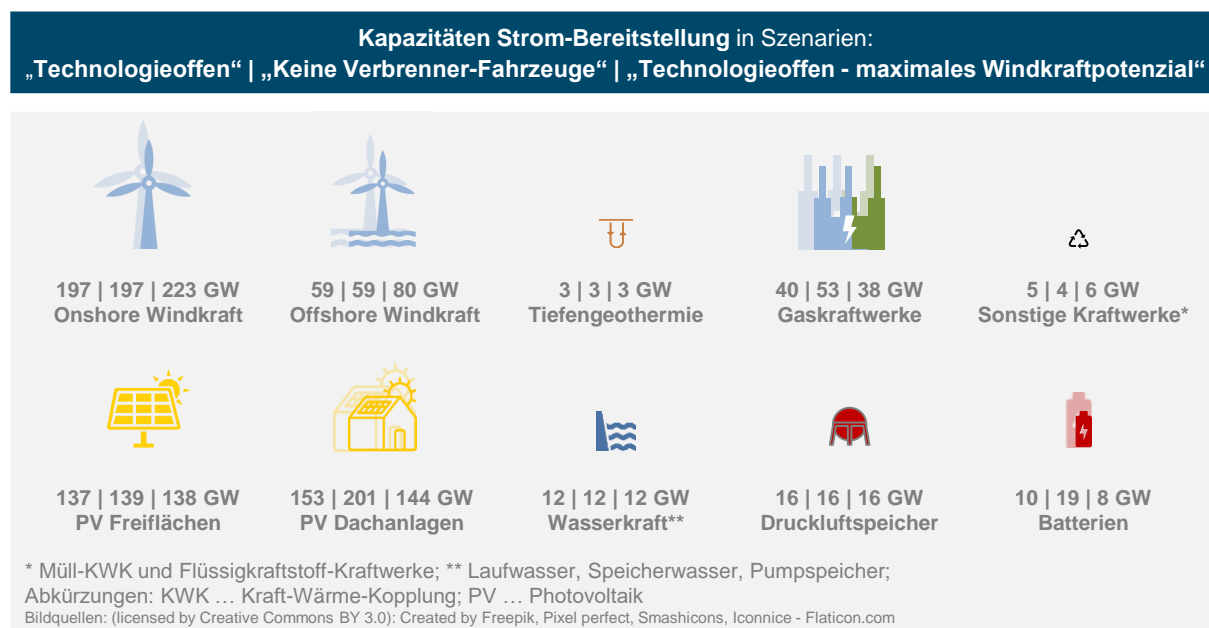 Kapazitäten Strom-Bereitstellung in Szenarien:
„Technologieoffen“ | „Keine Verbrenner-Fahrzeuge“ | „Technologieoffen - maximales Windkraftpotenzial“
197 | 197 | 223 GW
Onshore Windkraft
59 | 59 | 80 GW
Offshore Windkraft
3 | 3 | 3 GW
Tiefengeothermie
40 | 53 | 38 GW
Gaskraftwerke
5 | 4 | 6 GW
Sonstige Kraftwerke*
137 | 139 | 138 GW
PV Freiflächen
153 | 201 | 144 GW
PV Dachanlagen
12 | 12 | 12 GW
Wasserkraft**
16 | 16 | 16 GW
Druckluftspeicher
10 | 19 | 8 GW
Batterien
* Müll-KWK und Flüssigkraftstoff-Kraftwerke; ** Laufwasser, Speicherwasser, Pumpspeicher;
Abkürzungen: KWK … Kraft-Wärme-Kopplung; PV … Photovoltaik
Bildquellen: (licensed by Creative Commons BY 3.0): Created by Freepik, Pixel perfect, Smashicons, Iconnice - Flaticon.com